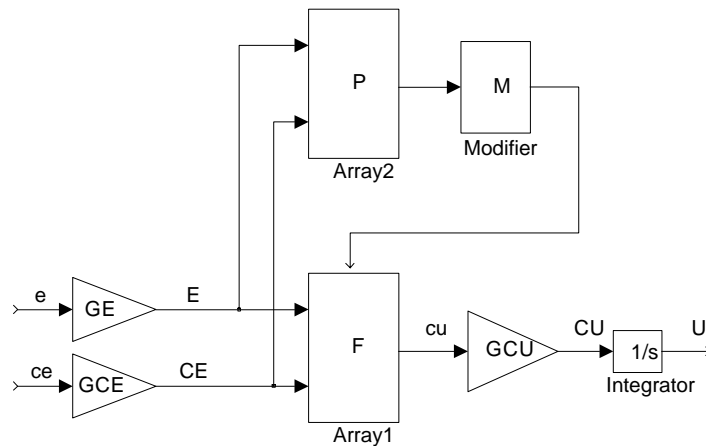 P
M
Modifier
Array2
e
GE
E
F
cu
GCU
CU
1/s
U
ce
GCE
CE
Integrator
Array1